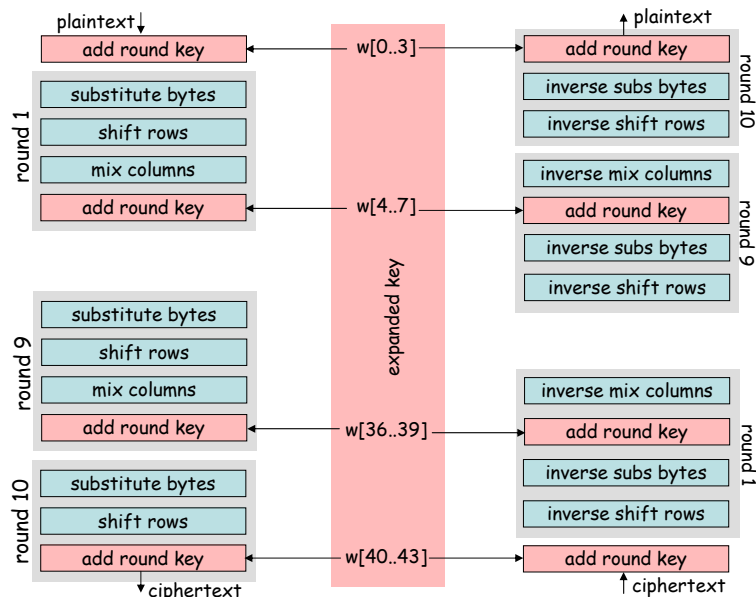 plaintext
add round key
round 1
substitute bytes
shift rows
mix columns
add round key
round 9
substitute bytes
shift rows
mix columns
add round key
round 10
substitute bytes
shift rows
add round key
ciphertext
w[0..3]
w[4..7]
expanded key
w[36..39]
w[40..43]
plaintext
add round key
inverse subs bytes
inverse shift rows
round 10
inverse mix columns
add round key
inverse subs bytes
inverse shift rows
round 9
inverse mix columns
add round key
inverse subs bytes
inverse shift rows
round 1
add round key
ciphertext